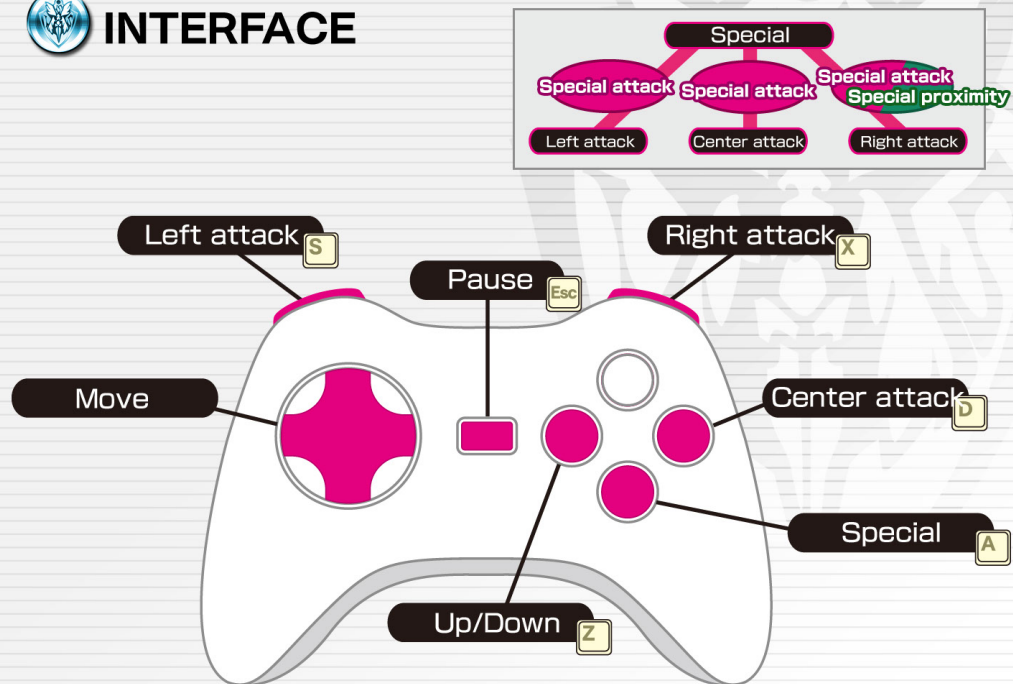 INTERFACE
Special
Special attack
Special attack
Special attack
Special proximity
Left attack
Center attack
Right attack
Left attack
S
Right attack
X
Pause
Esc
Move
Center attack
D
Special
A
Up/Down
Z